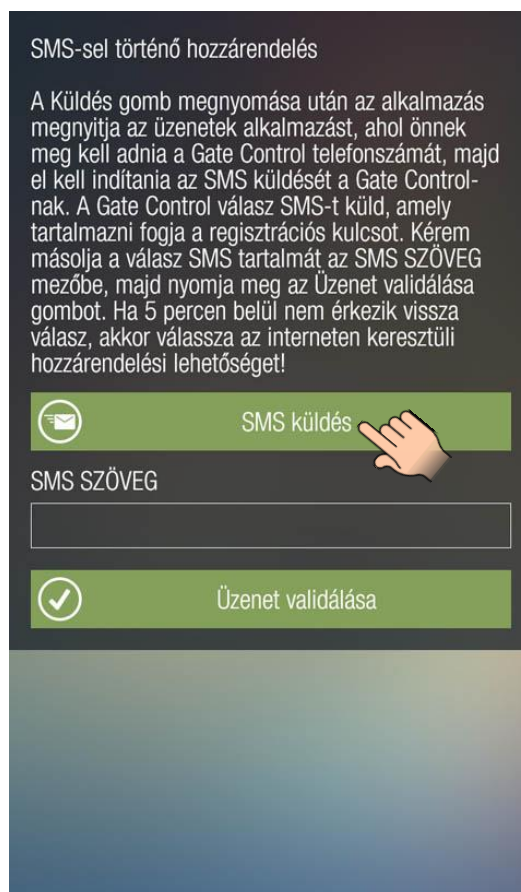 SMS-sel történő hozzárendelés
A Küldés gomb megnyomása után az alkalmazás
megnyitja az üzenetek alkalmazást, ahol önnek
meg kell adnia a Gate Control telefonszámát, majd
el kell indítania az SMS küldését a Gate Control-
nak. A Gate Control válasz SMS-t küld, amely
tartalmazni fogja a regisztrációs kulcsot. Kérem
másolja a válasz SMS tartalmát az SMS SZÖVEG
mezőbe, majd nyomja meg az Üzenet validálása
gombot. Ha 5 percen belül nem érkezik vissza
válasz, akkor válassza az interneten keresztüli
hozzárendelési lehetőséget!
SMS küldés
SMS SZÖVEG
Üzenet validálása